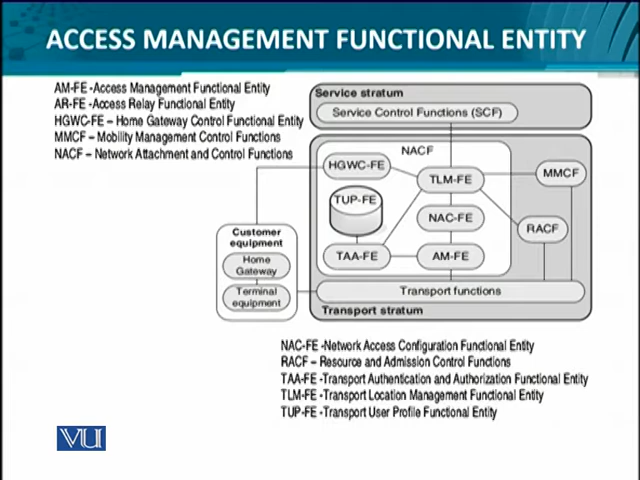 ACCESS MANAGEMENT FUNCTIONAL ENTITY
AM-FE -Access Management Functional Entity
AR-FE -Access Relay Functional Entity
HGWC-FE – Home Gateway Control Functional Entity
MMCF – Mobility Management Control Functions
NACF – Network Attachment and Control Functions
Service stratum
Service Control Functions (SCF)
NACF
HGWC-FE
TLM-FE
MMCF
TUP-FE
NAC-FE
RACF
TAA-FE
AM-FE
Customer
equipment
Home
Gateway
Terminal
equipment
Transport functions
Transport stratum
NAC-FE -Network Access Configuration Functional Entity
RACF – Resource and Admission Control Functions
TAA-FE -Transport Authentication and Authorization Functional Entity
TLM-FE -Transport Location Management Functional Entity
TUP-FE -Transport User Profile Functional Entity
VU